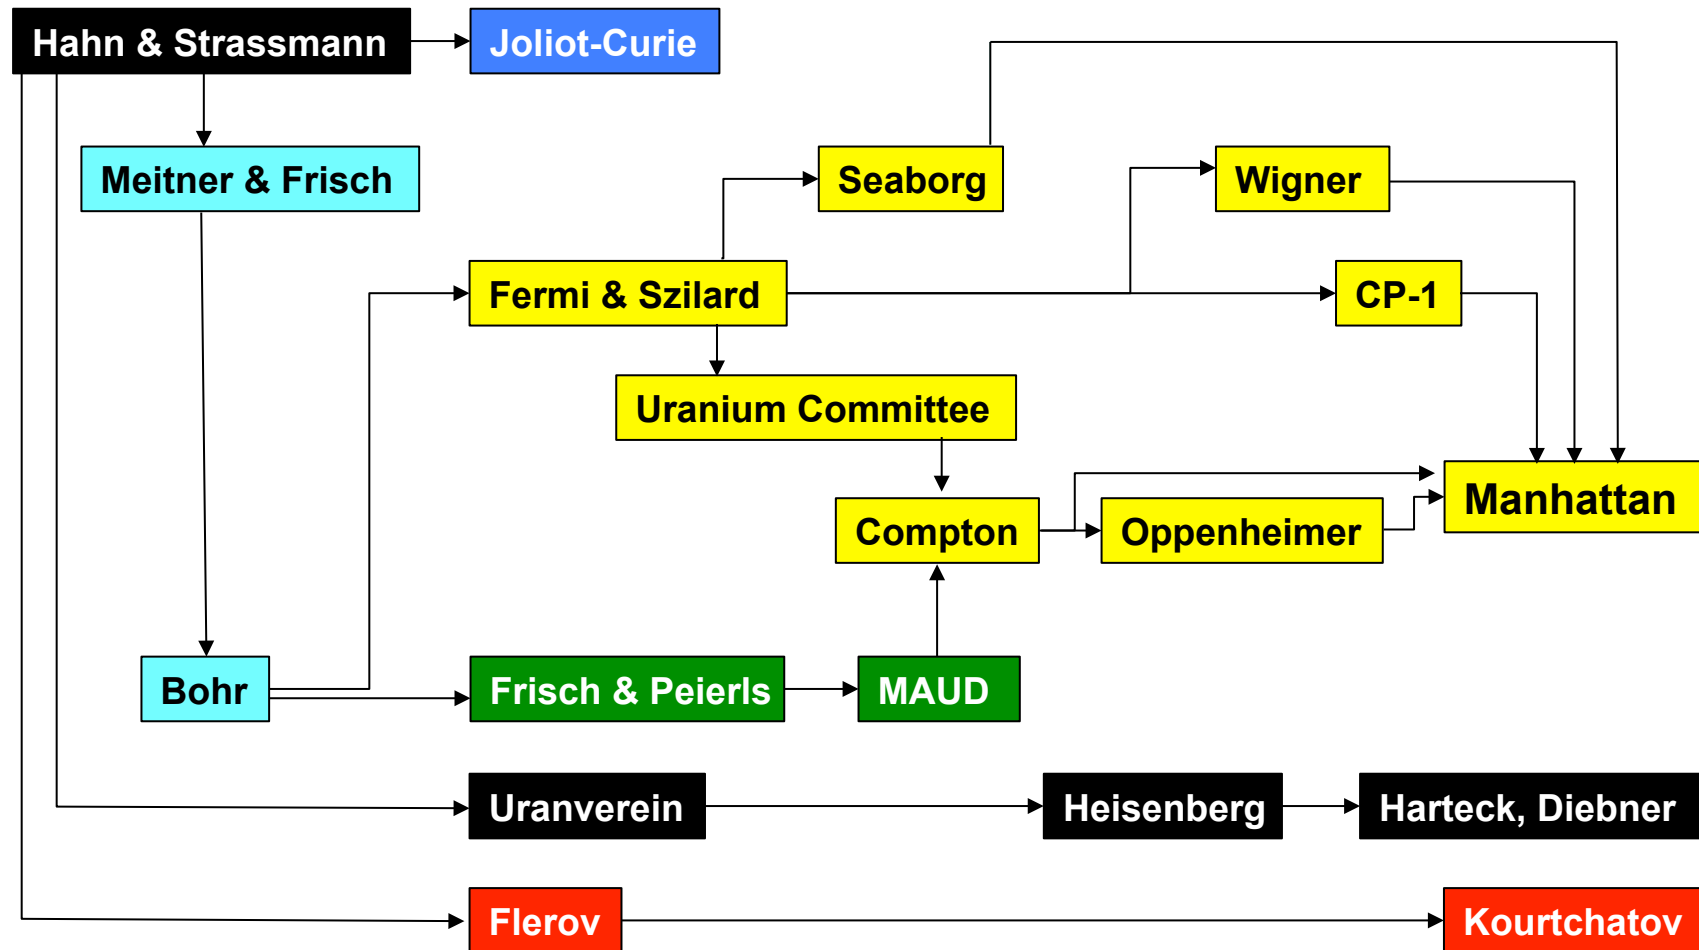 Hahn & Strassmann
Joliot-Curie
Meitner & Frisch
Seaborg
Wigner
Fermi & Szilard
CP-1
Uranium Committee
Manhattan
Compton
Oppenheimer
Bohr
Frisch & Peierls
MAUD
Uranverein
Heisenberg
Harteck, Diebner
Flerov
Kourtchatov